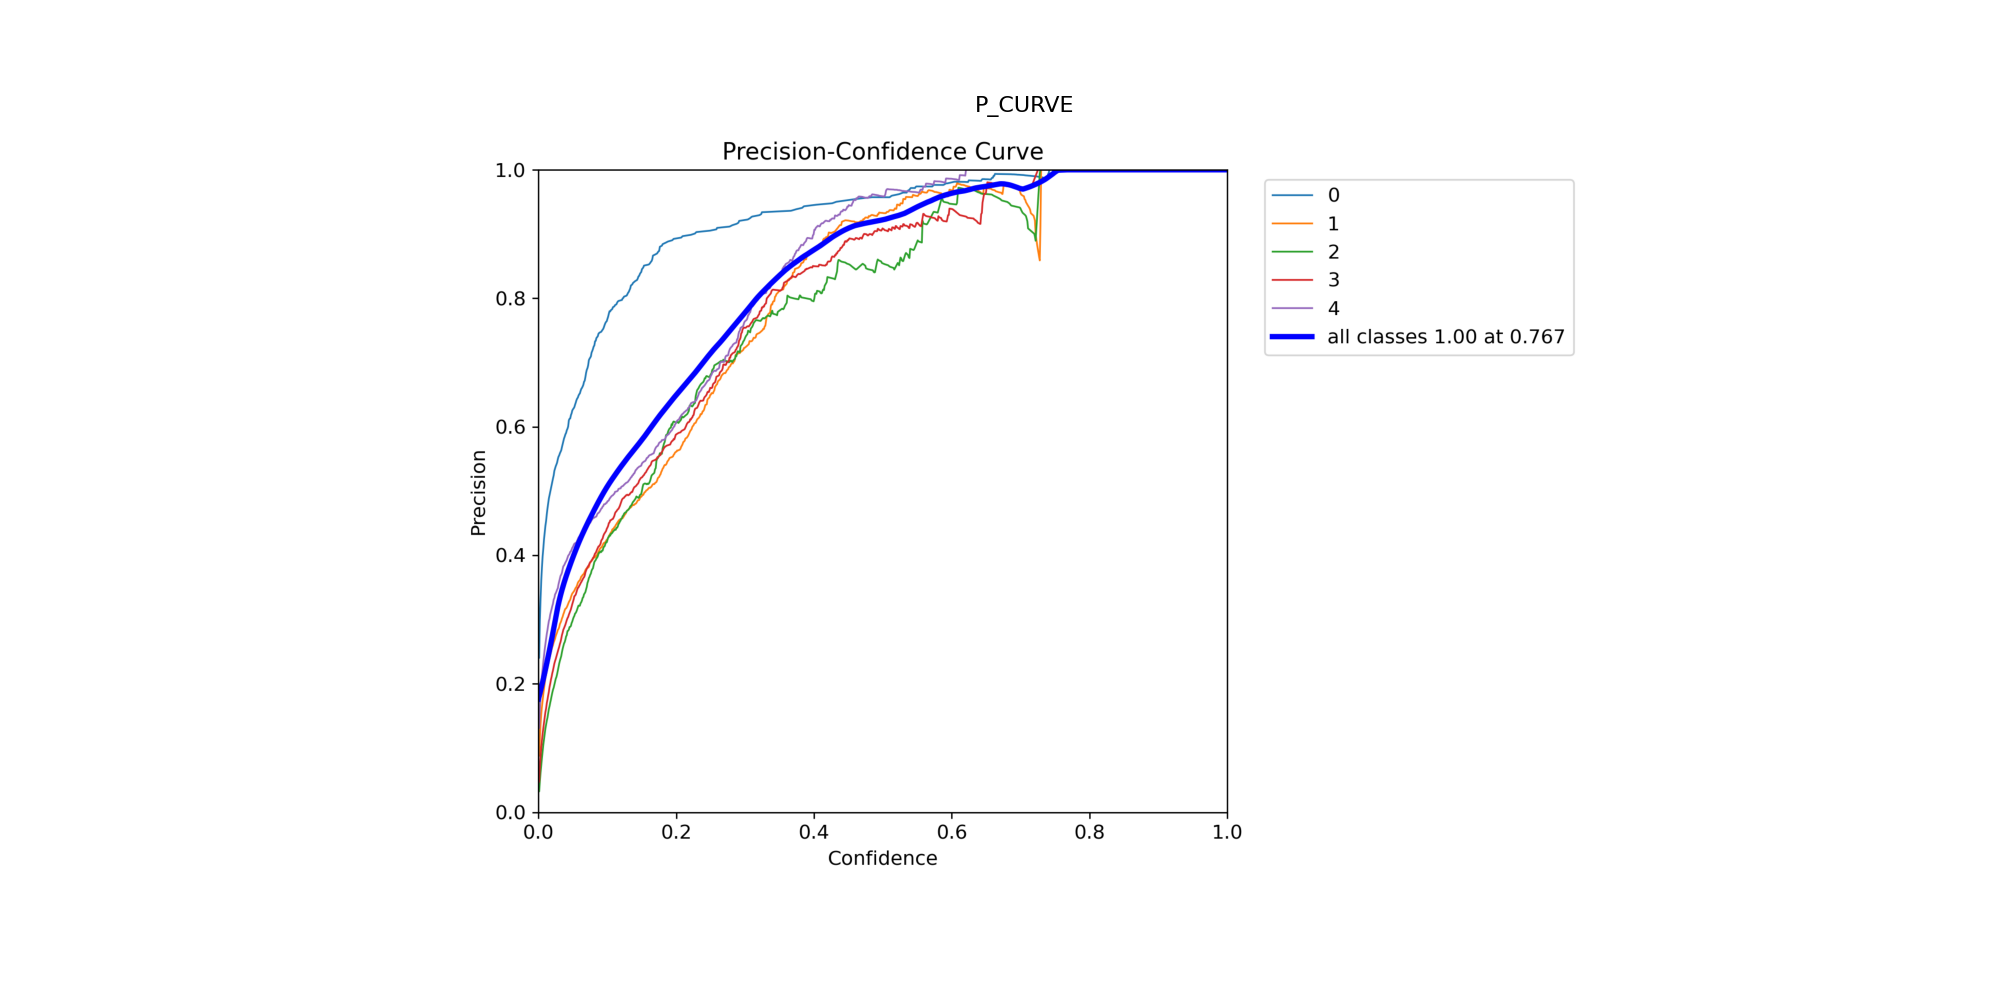 P_CURVE
Precision-Confidence Curve
1.0
0.8
0.6
0.4
0.2
0.0
Precision
0.0 0.2 0.4 0.6 0.8 1.0
Confidence
0
1
2
3
4
all classes 1.00 at 0.767